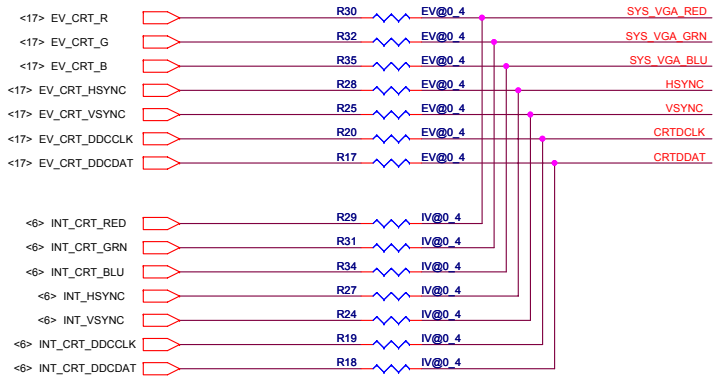 <17> EV_CRT_R R30 EV@0_4 SYS_VGA_RED
<17> EV_CRT_G R32 EV@0_4 SYS_VGA_GRN
<17> EV_CRT_B R35 EV@0_4 SYS_VGA_BLU
<17> EV_CRT_HSYNC R28 EV@0_4 HSYNC
<17> EV_CRT_VSYNC R25 EV@0_4 VSYNC
<17> EV_CRT_DDCCLK R20 EV@0_4 CRTDCLK
<17> EV_CRT_DDCDAT R17 EV@0_4 CRTDDAT
<6> INT_CRT_RED R29 IV@0_4
<6> INT_CRT_GRN R31 IV@0_4
<6> INT_CRT_BLU R34 IV@0_4
<6> INT_HSYNC R27 IV@0_4
<6> INT_VSYNC R24 IV@0_4
<6> INT_CRT_DDCCLK R19 IV@0_4
<6> INT_CRT_DDCDAT R18 IV@0_4